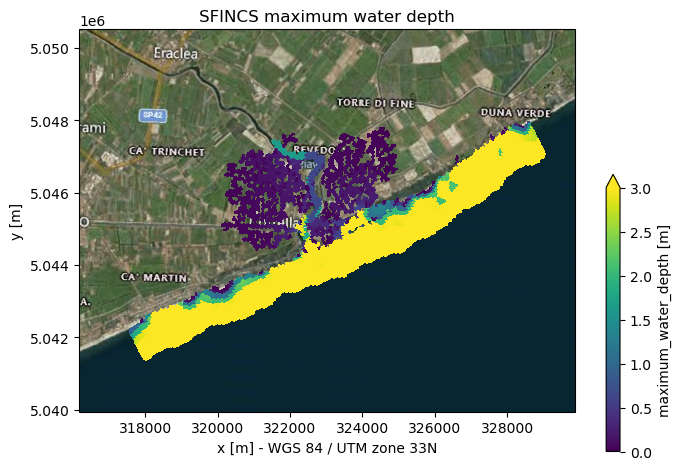 SFINCS maximum water depth
1e6
5.050
5.048
5.046
5.044
5.042
5.040
y [m]
Eraclea
SP42
TORRE DI FINE
DUNA VERDE
CA' TRINCHET
REVEDO
CA' MARTIN
318000 320000 322000 324000 326000 328000
x [m] - WGS 84 / UTM zone 33N
3.0
2.5
2.0
1.5
1.0
0.5
0.0
maximum_water_depth [m]